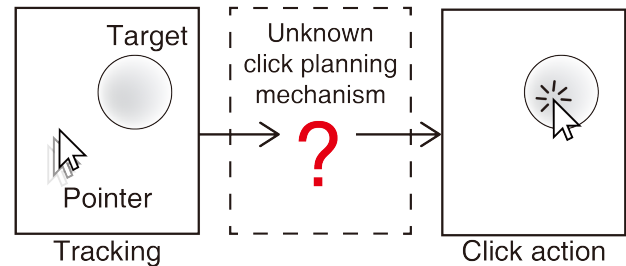 Target
Pointer
Tracking
Unknown
click planning
mechanism
?
Click action